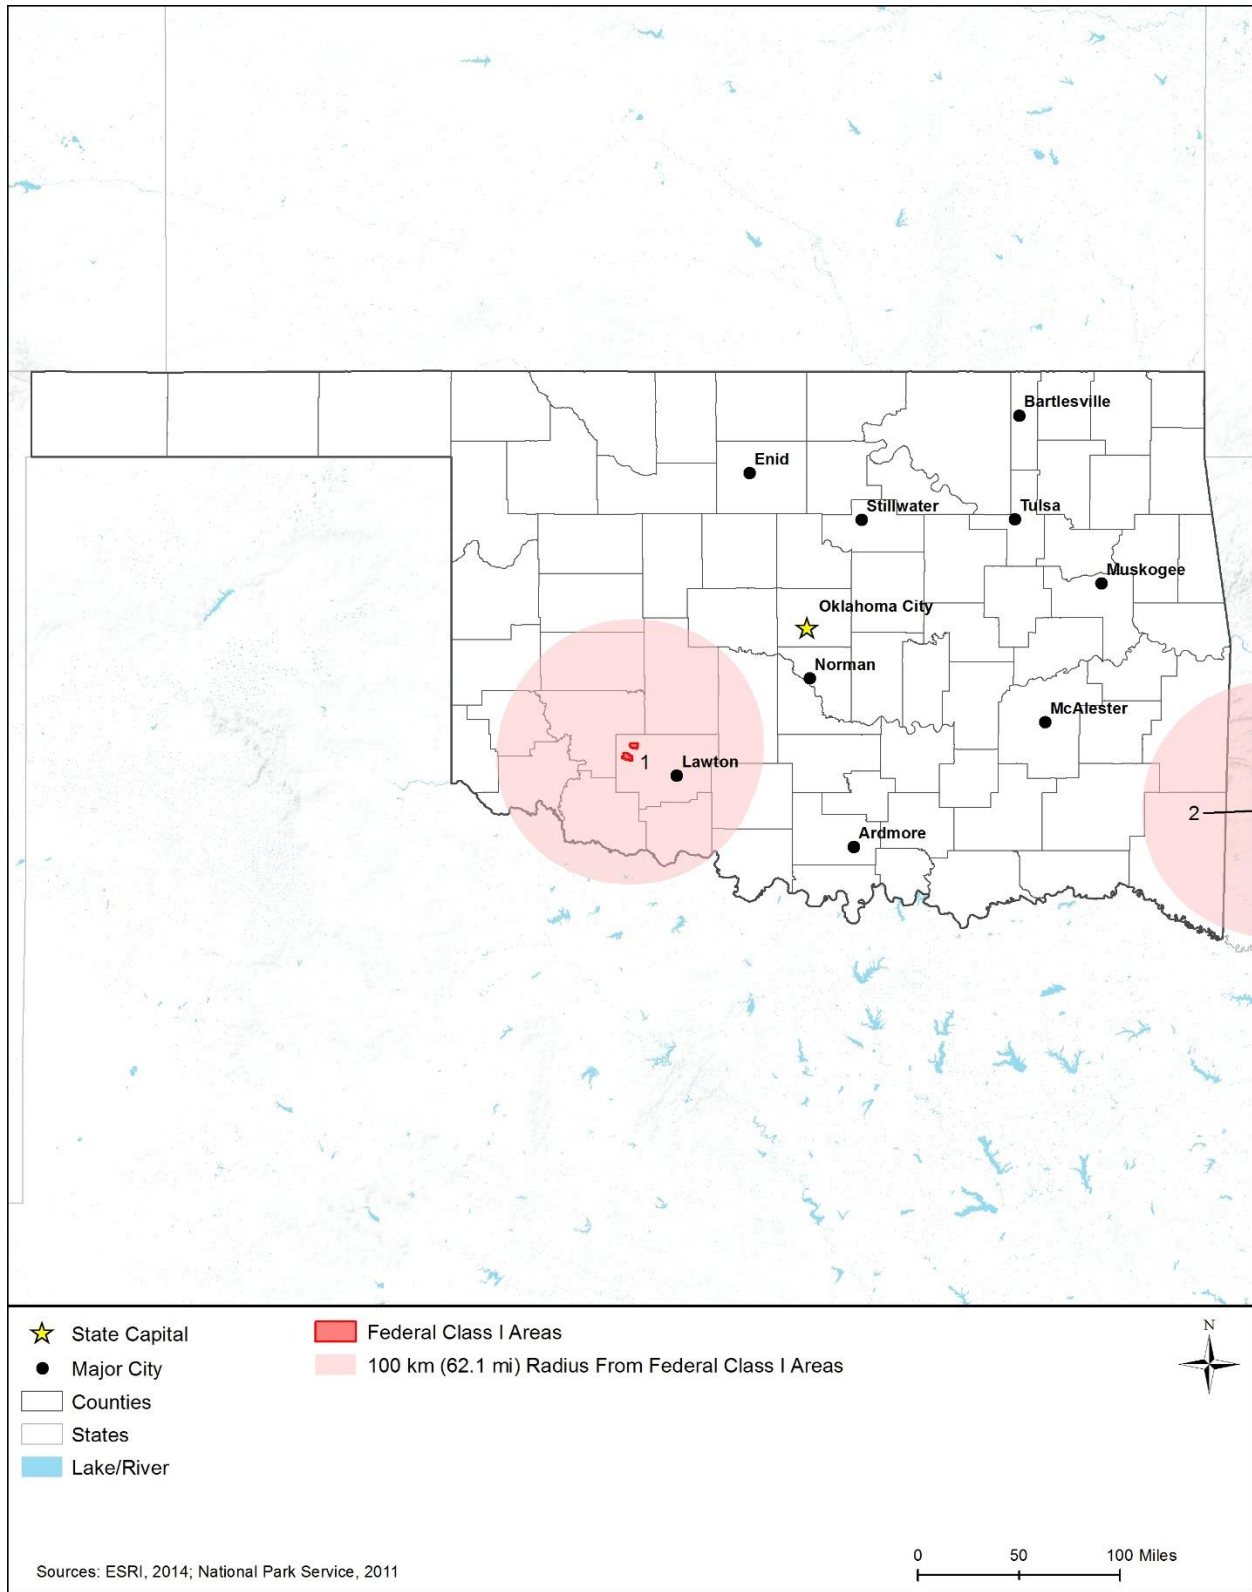 Bartlesville
Enid
Stillwater
Tulsa
Muskogee
Oklahoma City
Norman
McAlester
1
Lawton
2
Ardmore
State Capital
Major City
Counties
States
Lake/River
Federal Class I Areas
100 km (62.1 mi) Radius From Federal Class I Areas
N
Sources: ESRI, 2014; National Park Service, 2011
0 50 100 Miles